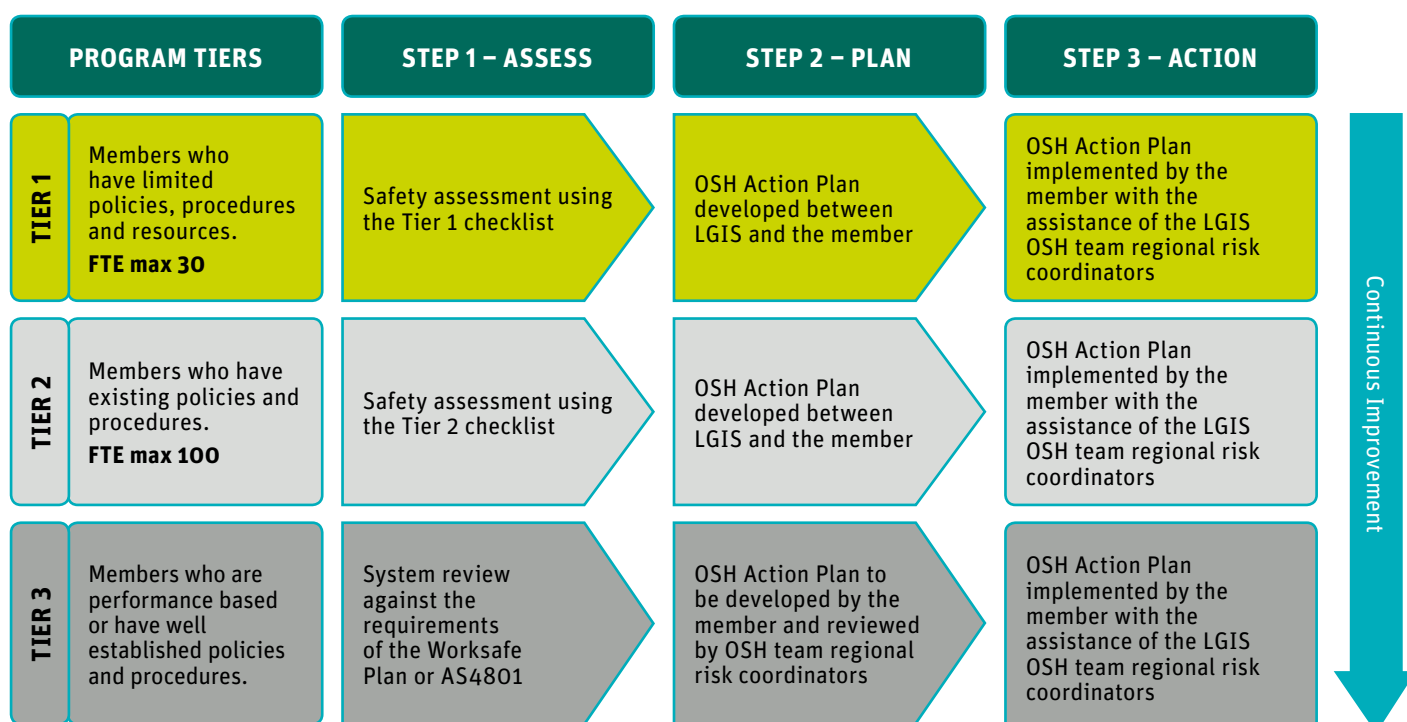 PROGRAM TIERS
STEP 1 – ASSESS
STEP 2 – PLAN
STEP 3 – ACTION
TIER 1
Members who
have limited
policies, procedures
and resources.
FTE max 30
Safety assessment using
the Tier 1 checklist
OSH Action Plan
developed between
LGIS and the member
OSH Action Plan
implemented by the
member with the
assistance of the LGIS
OSH team regional risk
coordinators
TIER 2
Members who have
existing policies and
procedures.
FTE max 100
Safety assessment using
the Tier 2 checklist
OSH Action Plan
developed between
LGIS and the member
OSH Action Plan
implemented by the
member with the
assistance of the LGIS
OSH team regional risk
coordinators
TIER 3
Members who are
performance based
or have well
established policies
and procedures.
System review
against the
requirements
of the Worksafe
Plan or AS4801
OSH Action Plan to
be developed by the
member and reviewed
by OSH team regional
risk coordinators
OSH Action Plan
implemented by the
member with the
assistance of the LGIS
OSH team regional risk
coordinators
Continuous Improvement